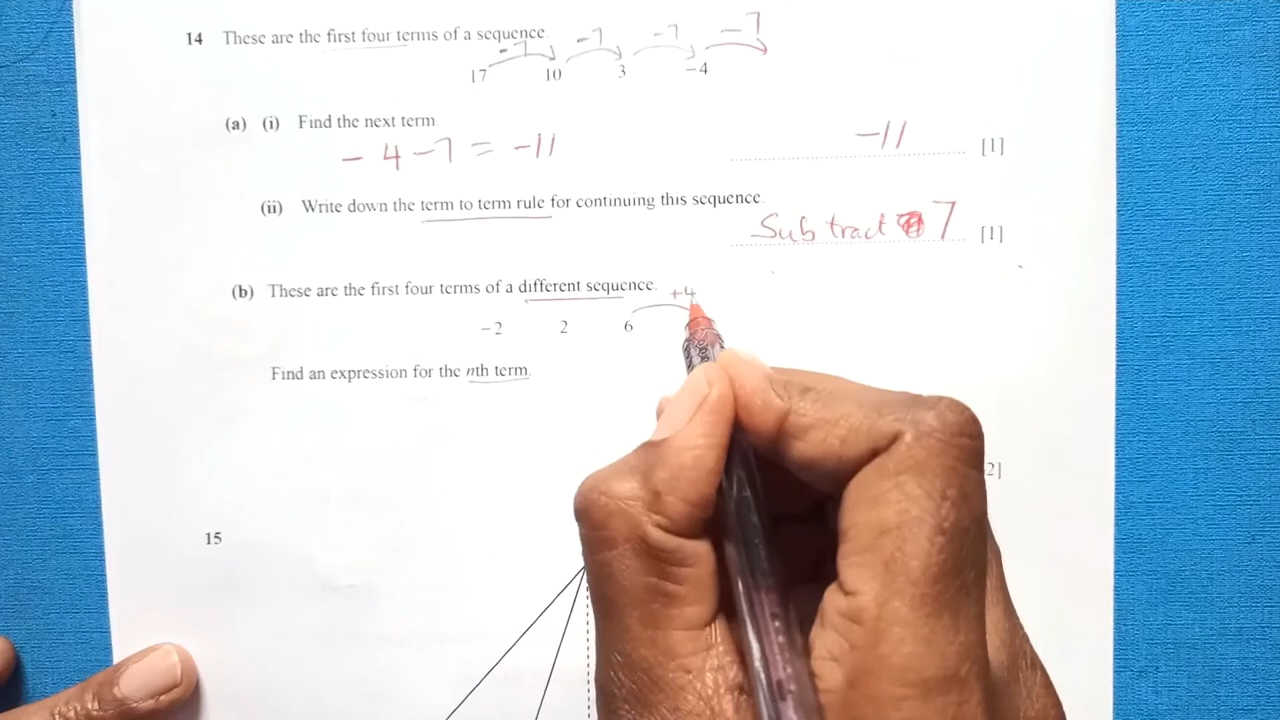 14 These are the first four terms of a sequence.
-7 -7 -7 -7
17 10 3 -4
(a) (i) Find the next term.
- 4 - 7 = -11
-11 [1]
(ii) Write down the term to term rule for continuing this sequence.
Subtract 7 [1]
(b) These are the first four terms of a different sequence.
+4
-2 2 6
Find an expression for the nth term.
2]
15